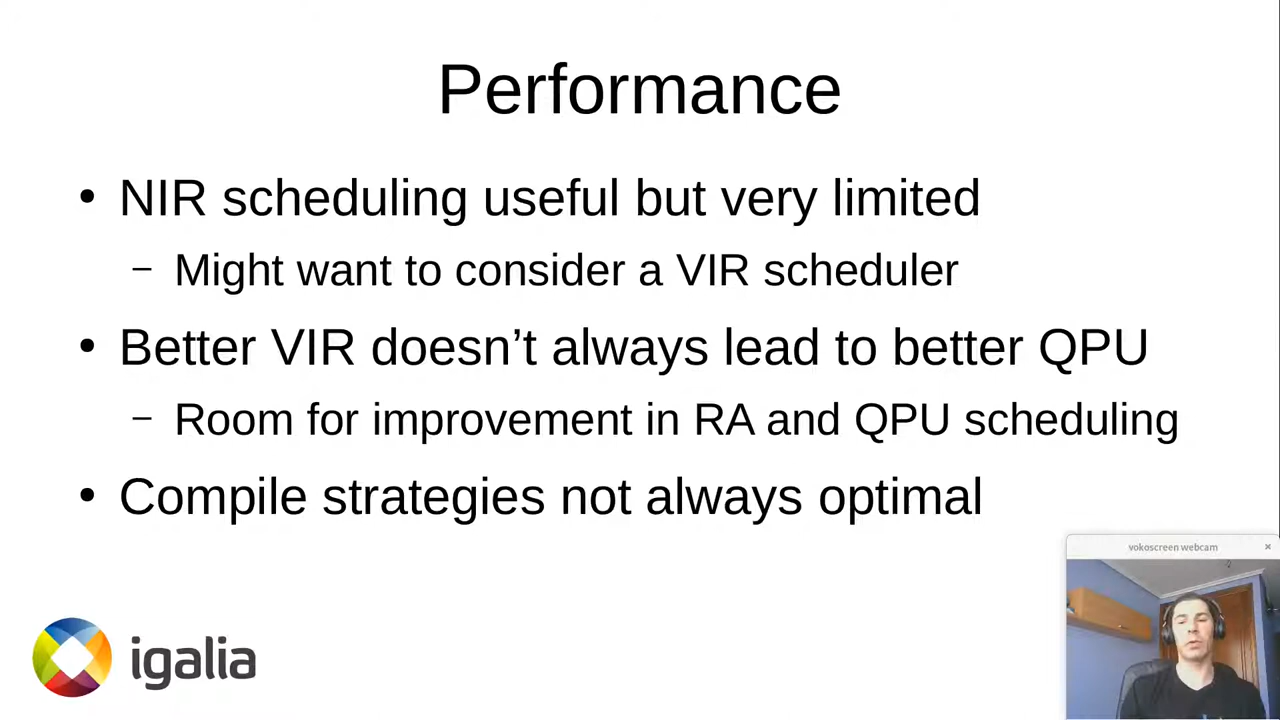 Performance
• NIR scheduling useful but very limited
– Might want to consider a VIR scheduler
• Better VIR doesn’t always lead to better QPU
– Room for improvement in RA and QPU scheduling
• Compile strategies not always optimal
vokoscreen webcam
igalia